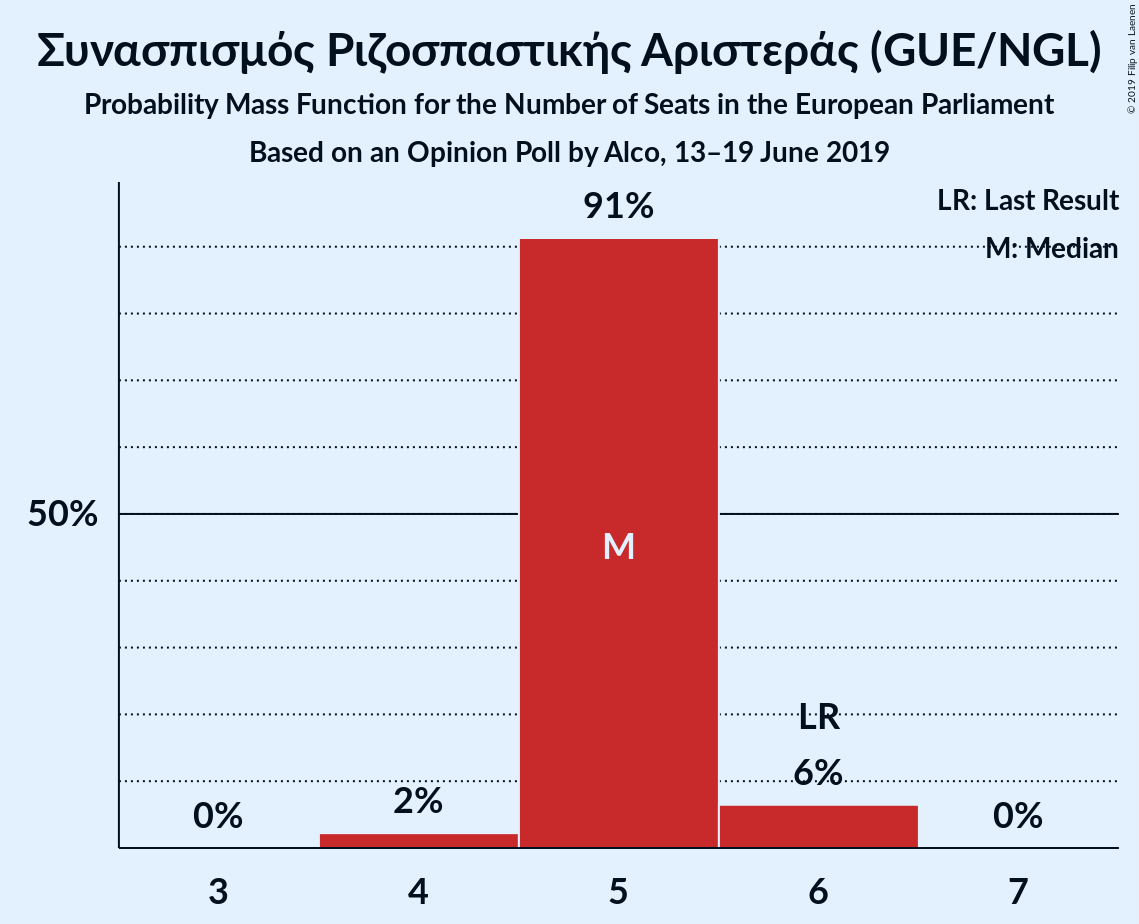 Συνασπισμός Ριζοσπαστικής Αριστεράς (GUE/NGL)
Probability Mass Function for the Number of Seats in the European Parliament
Based on an Opinion Poll by Alco, 13–19 June 2019
© 2019 Filip van Laenen
LR: Last Result
M: Median
91%
50%
M
LR
6%
2%
0%
0%
3 4 5 6 7